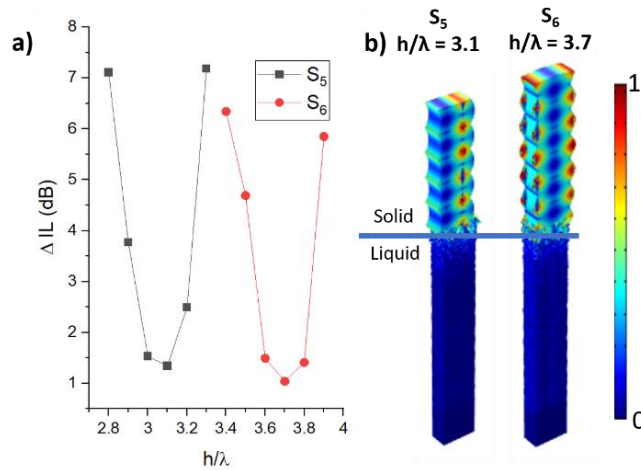 a)
8
7
6
5
4
3
2
1
Δ IL (dB)
S5
S6
2.8
3
3.2
3.4
3.6
3.8
4
h/λ
b)
S5
h/λ = 3.1
S6
h/λ = 3.7
Solid
Liquid
1
0